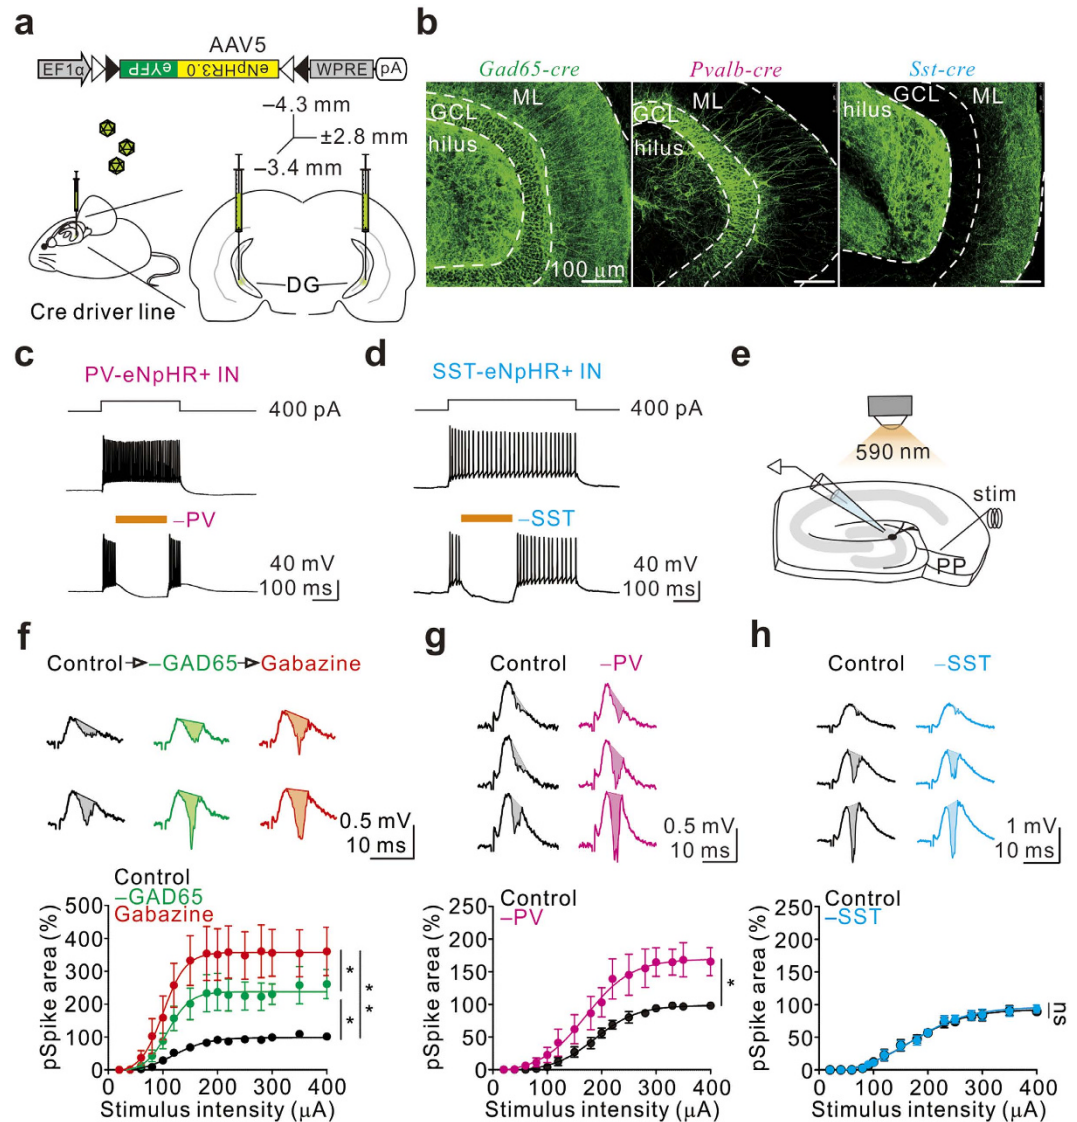 a
AAV5
EF1α eYFP eNpHR3.0 WPRE pA
−4.3 mm
±2.8 mm
−3.4 mm
DG
Cre driver line
b
Gad65-cre Pvalb-cre Sst-cre
GCL ML hilus 100 µm
GCL ML hilus
hilus GCL ML
c
PV-eNpHR+ IN
400 pA
−PV
40 mV
100 ms
d
SST-eNpHR+ IN
400 pA
−SST
40 mV
100 ms
e
590 nm
stim
PP
f
Control −GAD65 Gabazine
0.5 mV
10 ms
Control
−GAD65
Gabazine
pSpike area (%)
500
400
300
200
100
0
* * * *
0 100 200 300 400
Stimulus intensity (µA)
g
Control −PV
0.5 mV
10 ms
Control
−PV
pSpike area (%)
250
200
150
100
50
0
*
0 100 200 300 400
Stimulus intensity (µA)
h
Control −SST
1 mV
10 ms
Control
−SST
pSpike area (%)
250
200
150
100
50
0
ns
0 100 200 300 400
Stimulus intensity (µA)